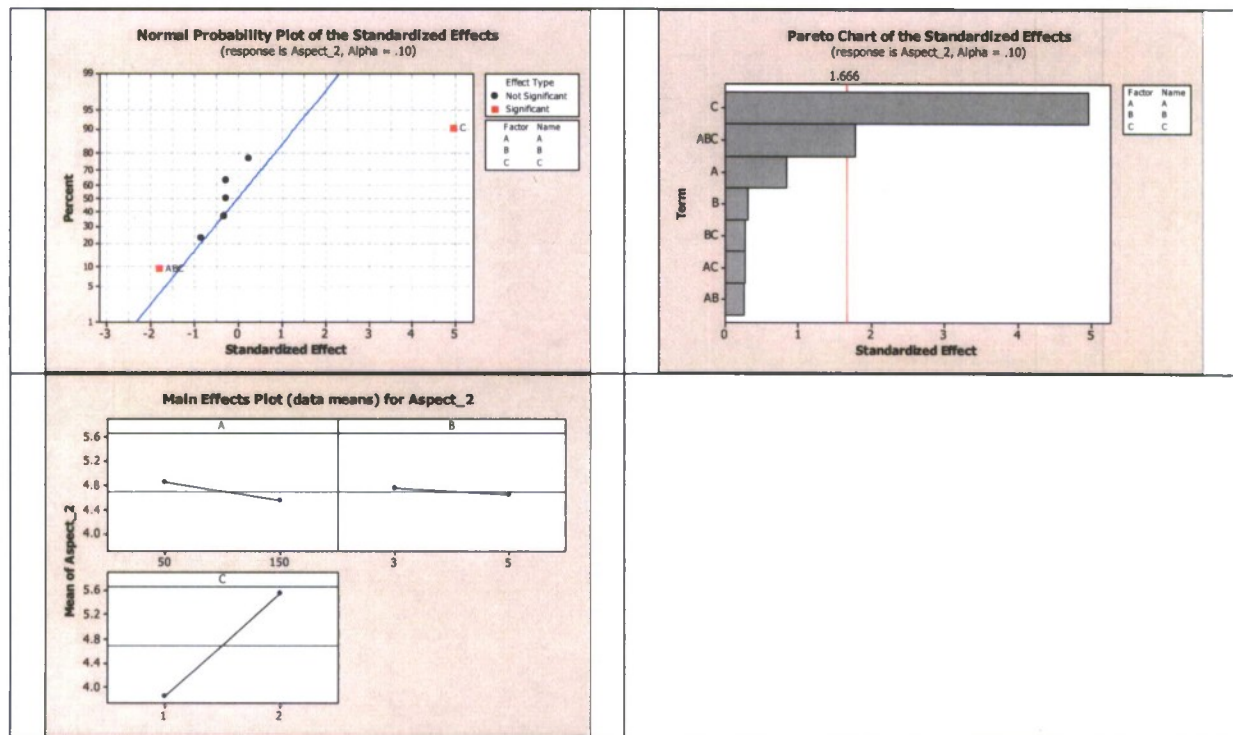 Normal Probability Plot of the Standardized Effects
(response is Aspect_2, Alpha = .10)
99
95
90
80
70
60
50
40
30
20
10
5
1
Percent
C
ABC
-3 -2 -1 0 1 2 3 4 5
Standardized Effect
Effect Type
Not Significant
Significant
Factor Name
A A
B B
C C
Pareto Chart of the Standardized Effects
(response is Aspect_2, Alpha = .10)
1.666
C
ABC
A
B
BC
AC
AB
Term
0 1 2 3 4 5
Standardized Effect
Factor Name
A A
B B
C C
Main Effects Plot (data means) for Aspect_2
A B
5.6
5.2
4.8
4.4
4.0
50 150 3 5
Mean of Aspect_2
C
5.6
5.2
4.8
4.4
4.0
1 2